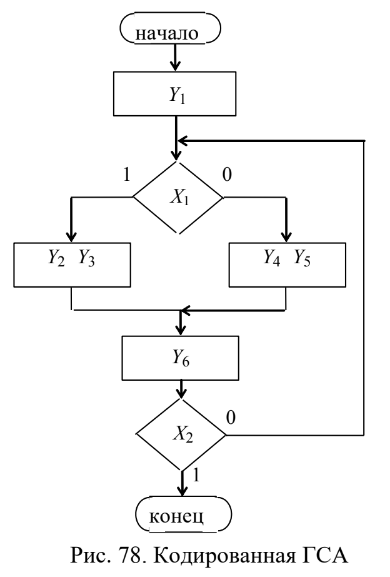 начало
Y1
1 0
X1
Y2 Y3 Y4 Y5
Y6
0
X2
1
конец
Рис. 78. Кодированная ГСА